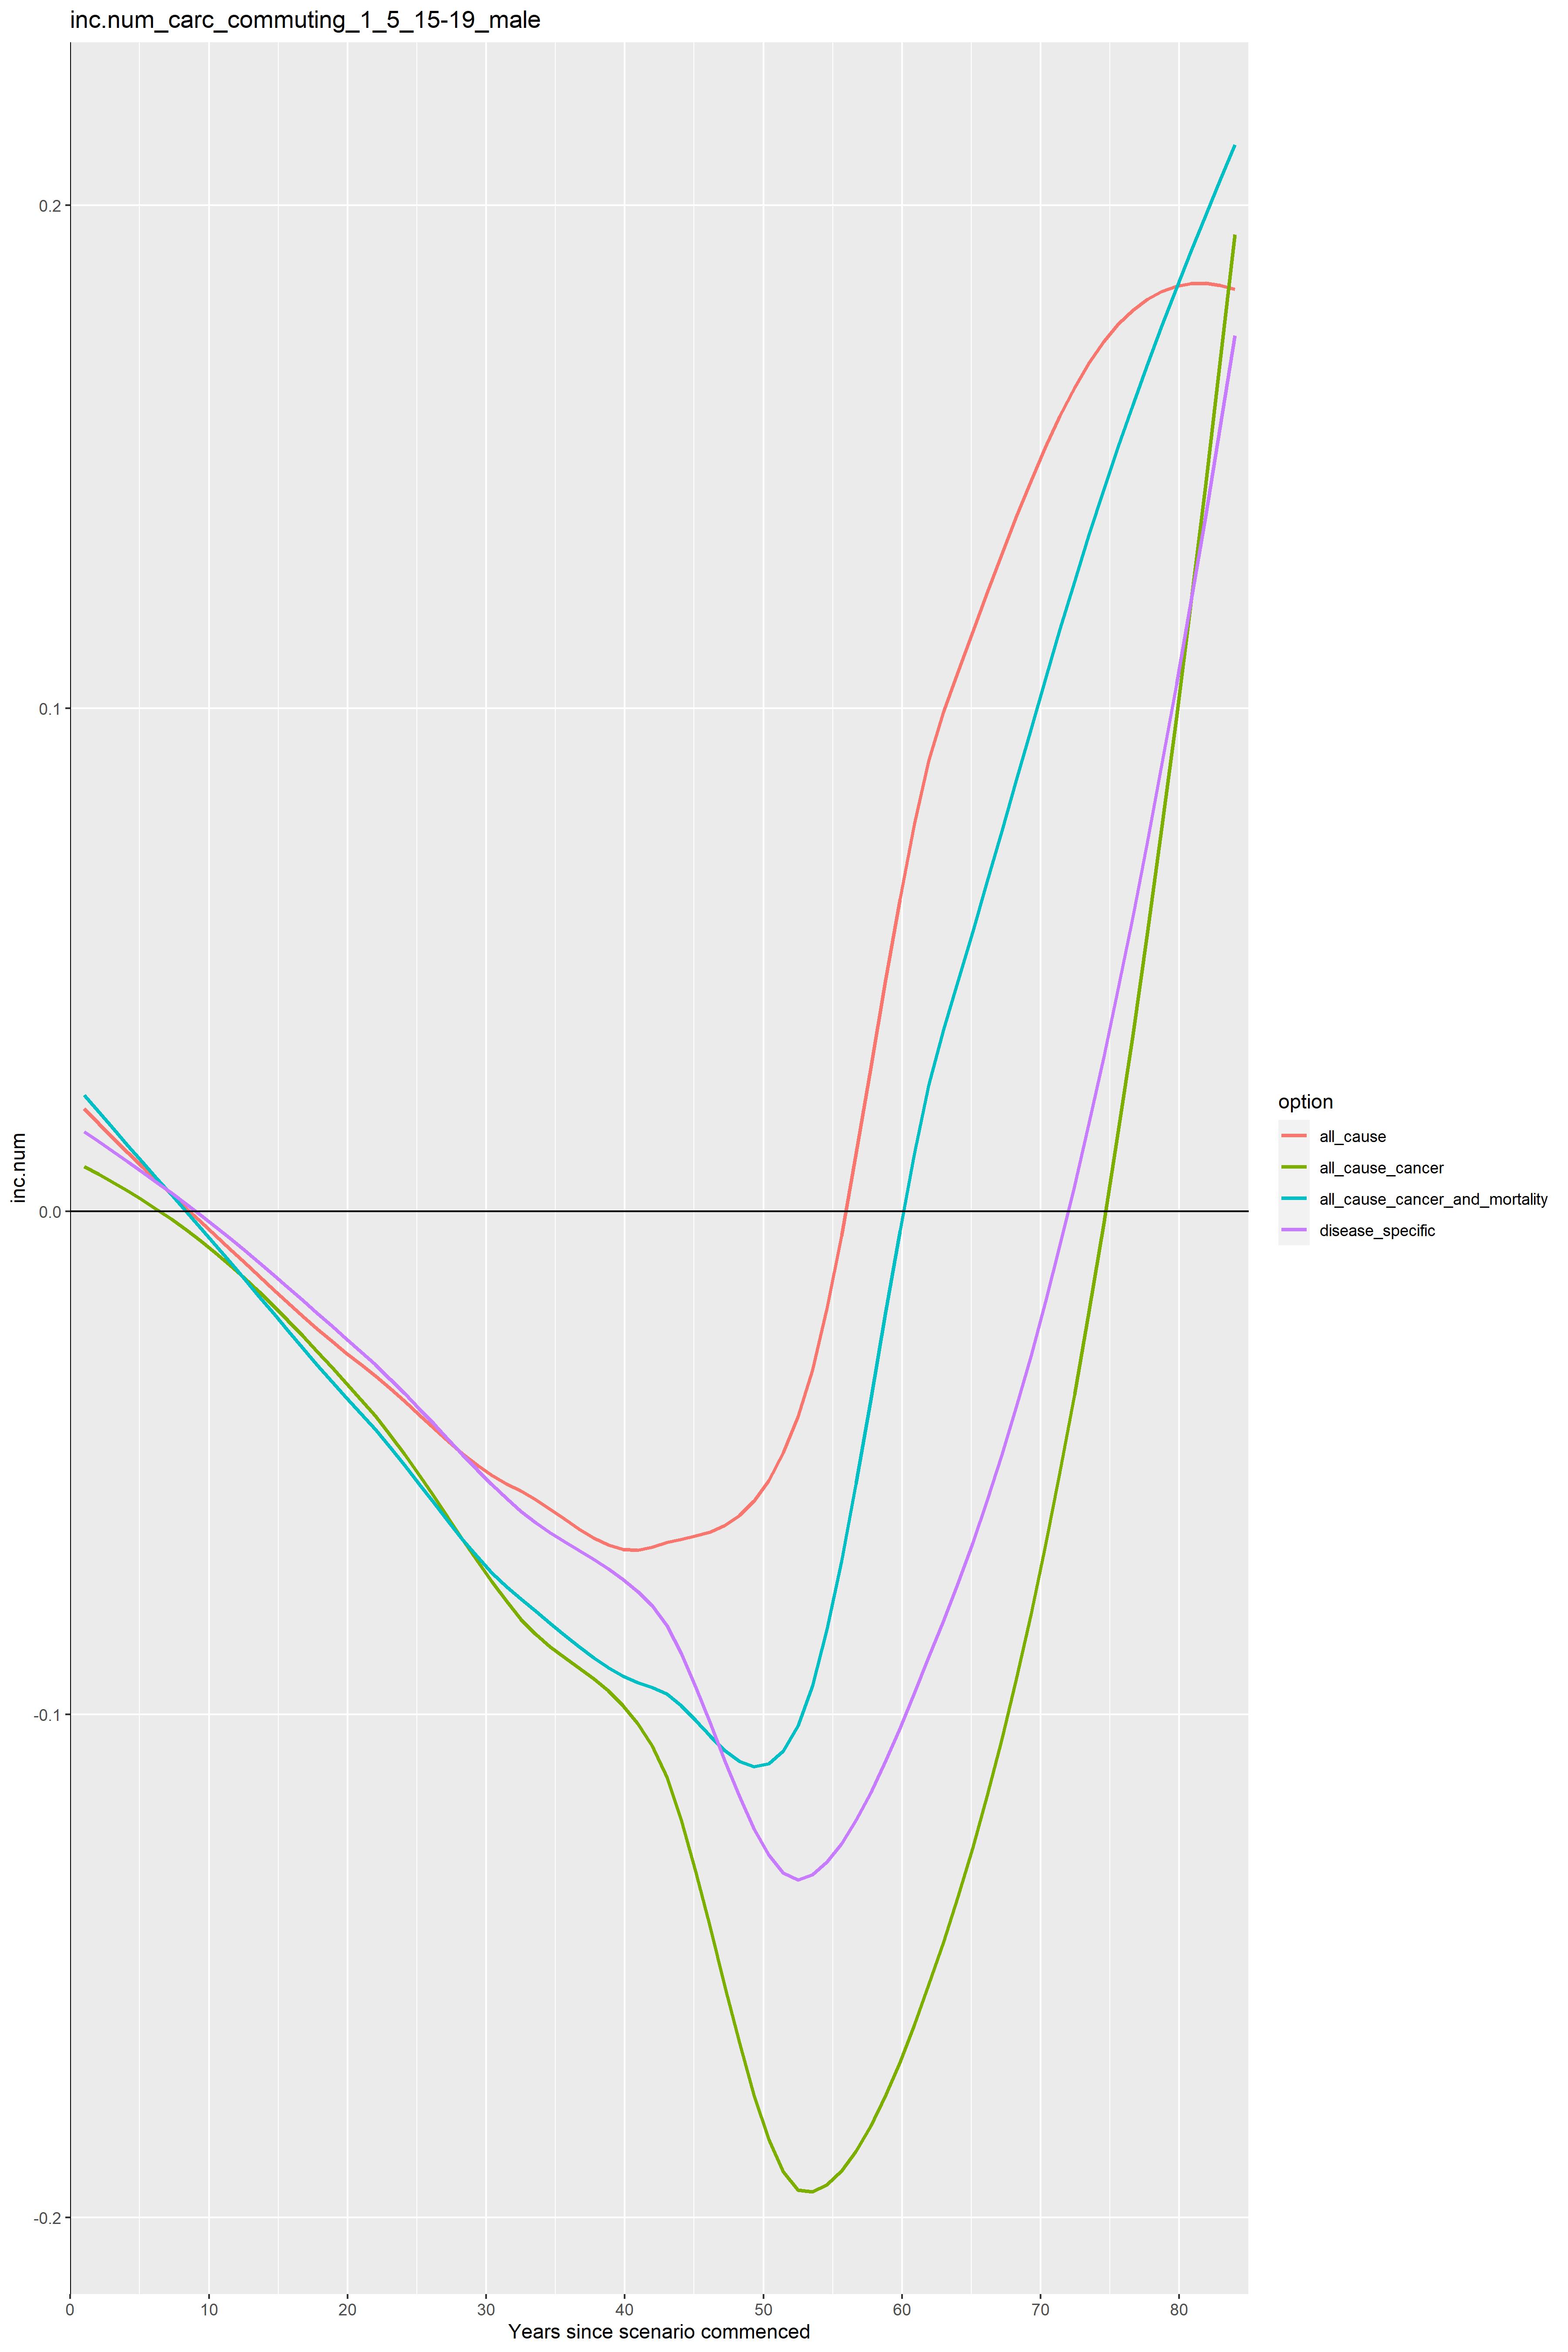 inc.num_carc_commuting_1_5_15-19_male
0.2
0.1
0.0
-0.1
-0.2
inc.num
0 10 20 30 40 50 60 70 80
Years since scenario commenced
option
all_cause
all_cause_cancer
all_cause_cancer_and_mortality
disease_specific